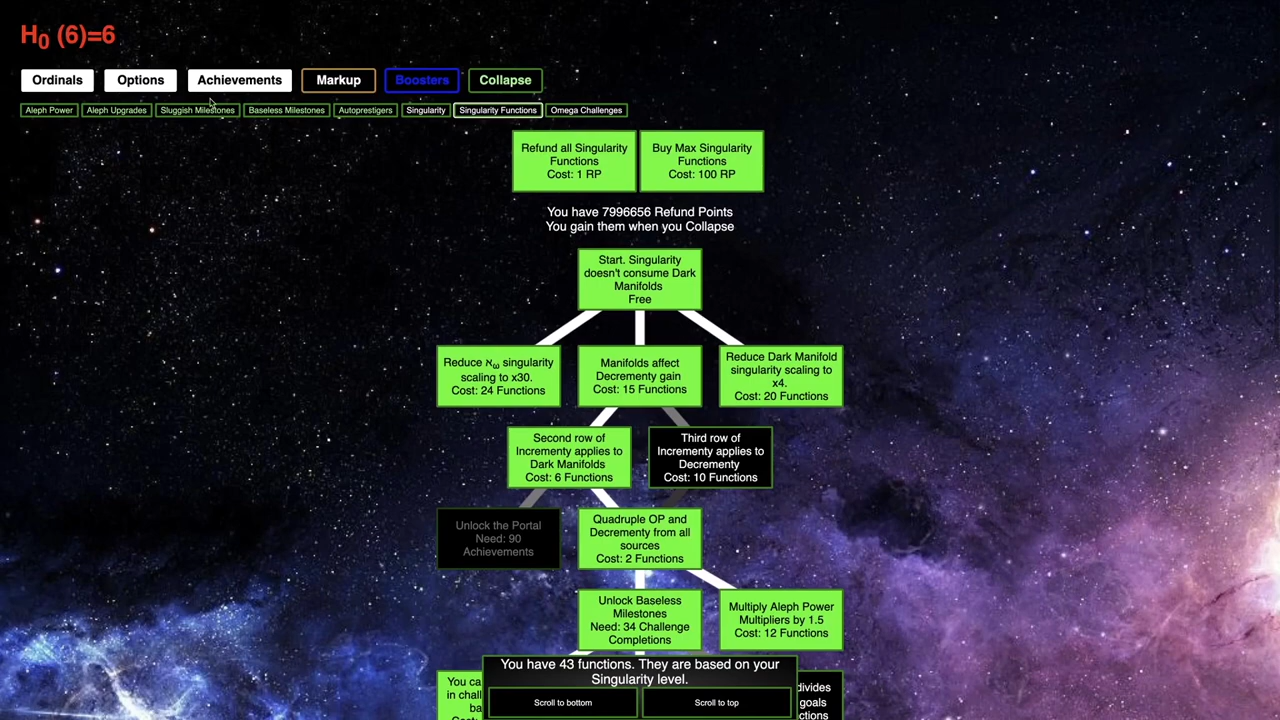 H₀ (6)=6
Ordinals Options Achievements Markup Boosters Collapse
Aleph Power Aleph Upgrades Sluggish Milestones Baseless Milestones Autoprestigers Singularity Singularity Functions Omega Challenges
Refund all Singularity
Functions
Cost: 1 RP
Buy Max Singularity
Functions
Cost: 100 RP
You have 7996656 Refund Points
You gain them when you Collapse
Start. Singularity
doesn't consume Dark
Manifolds
Free
Reduce ℵω singularity
scaling to x30.
Cost: 24 Functions
Manifolds affect
Decrementy gain
Cost: 15 Functions
Reduce Dark Manifold
singularity scaling to
x4.
Cost: 20 Functions
Second row of
Incrementy applies to
Dark Manifolds
Cost: 6 Functions
Third row of
Incrementy applies to
Decrementy
Cost: 10 Functions
Unlock the Portal
Need: 90
Achievements
Quadruple OP and
Decrementy from all
sources
Cost: 2 Functions
Unlock Baseless
Milestones
Need: 34 Challenge
Completions
Multiply Aleph Power
Multipliers by 1.5
Cost: 12 Functions
You ca
in chall
ba
You have 43 functions. They are based on your
Singularity level.
Scroll to bottom Scroll to top
divides
goals
ctions